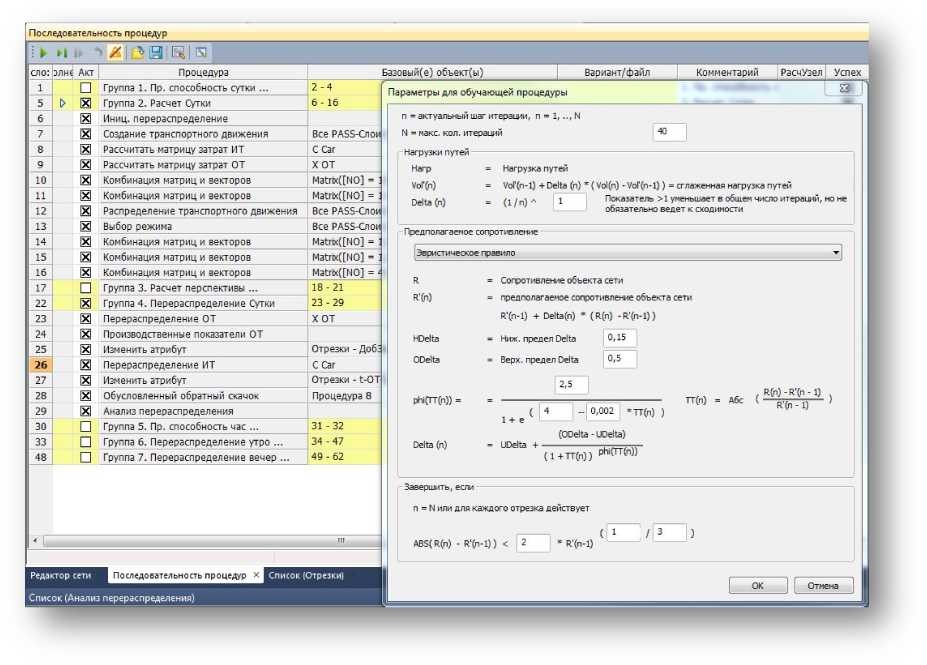 Последовательность процедур
слоз олне Акт Процедура Базовый(е) объект(ы) Вариант/файл Комментарий РасчУзел Успех
1 Группа 1. Пр. способность сутки ... 2 - 4
5 Группа 2. Расчет Сутки 6 - 16
6 Иниц. перераспределение
7 Создание транспортного движения Все PASS-Слои
8 Рассчитать матрицу затрат ИТ C Car
9 Рассчитать матрицу затрат ОТ X ОТ
10 Комбинация матриц и векторов Matrix([NO] = 1
11 Комбинация матриц и векторов Matrix([NO] = 1
12 Распределение транспортного движения Все PASS-Слои
13 Выбор режима Все PASS-Слои
14 Комбинация матриц и векторов Matrix([NO] = 1
15 Комбинация матриц и векторов Matrix([NO] = 1
16 Комбинация матриц и векторов Matrix([NO] = 4
17 Группа 3. Расчет перспективы ... 18 - 21
22 Группа 4. Перераспределение Сутки 23 - 29
23 Перераспределение ОТ X ОТ
24 Производственные показатели ОТ
25 Изменить атрибут Отрезки - ДобЗ
26 Перераспределение ИТ C Car
27 Изменить атрибут Отрезки - t-ОТ
28 Обусловленный обратный скачок Процедура 8
29 Анализ перераспределения
30 Группа 5. Пр. способность час ... 31 - 32
33 Группа 6. Перераспределение утро ... 34 - 47
48 Группа 7. Перераспределение вечер ... 49 - 62
Редактор сети Последовательность процедур × Список (Отрезки)
Список (Анализ перераспределения)
Параметры для обучающей процедуры
n = актуальный шаг итерации, n = 1, .., N
N = макс. кол. итераций 40
Нагрузки путей
Нагр = Нагрузка путей
Vol'(n) = Vol'(n-1) + Delta (n) * ( Vol(n) - Vol'(n-1) ) = сглаженная нагрузка путей
Delta (n) = (1 / n) ^ 1 Показатель >1 уменьшает в общем число итераций, но не
обязательно ведет к сходимости
Предполагаемое сопротивление
Эвристическое правило
R = Сопротивление объекта сети
R'(n) = предполагаемое сопротивление объекта сети
R'(n-1) + Delta(n) * ( R(n) - R'(n-1) )
HDelta = Ниж. предел Delta 0,15
ODelta = Верх. предел Delta 0,5
2,5
phi(TT(n)) = = TT(n) = Абс ( R(n) - R'(n - 1) )
R'(n - 1)
1 + e ( 4 -- 0,002 * TT(n) )
(ODelta - UDelta)
Delta (n) = UDelta +
( 1 + TT(n) ) phi(TT(n))
Завершить, если
n = N или для каждого отрезка действует
ABS( R(n) - R'(n-1) ) < 2 * R'(n-1) ( 1 / 3 )
ОК Отмена